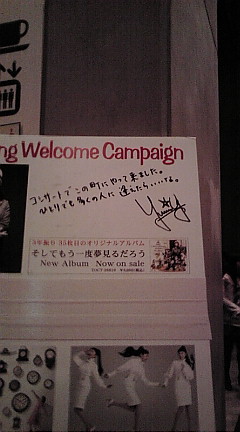 ng Welcome Campaign
コンサートでこの町にやって来ました。
ひとりでも多くの人に逢えたらいいな。
3年振り 35枚目のオリジナルアルバム
そしてもう一度夢見るだろう
New Album Now on sale